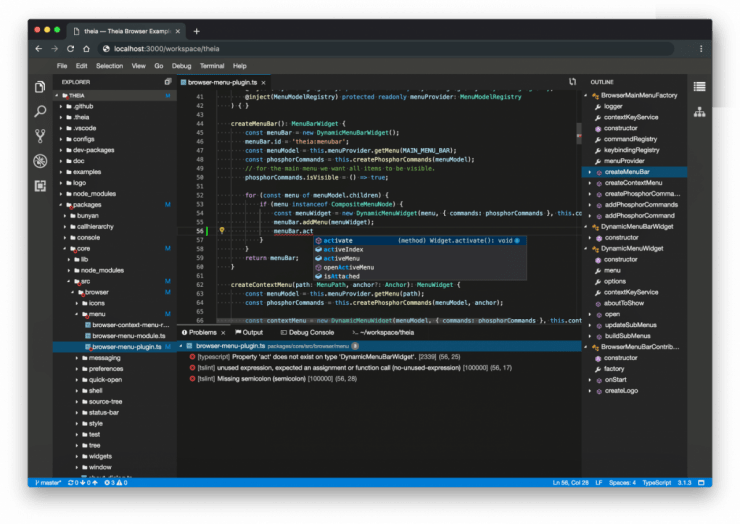 theia — Theia Browser Exampl
localhost:3000/workspace/theia
File Edit Selection View Go Debug Terminal Help
EXPLORER
THEIA
.github
.theia
.vscode
configs
dev-packages
doc
examples
logo
node_modules
packages M
bunyan
callhierarchy
console
core M
lib
node_modules
src M
browser M
icons
menu M
browser-context-menu-r...
browser-menu-module.ts
browser-menu-plugin.ts M
messaging
preferences
quick-open
shell
source-tree
status-bar
style
test
tree
widgets
window
browser-menu-plugin.ts
41 @inject(MenuModelRegistry) protected readonly menuProvider: MenuModelRegistry
42 ) { }
43
44 createMenuBar(): MenuBarWidget {
45 const menuBar = new DynamicMenuBarWidget();
46 menuBar.id = 'theia:menubar';
47 const menuModel = this.menuProvider.getMenu(MAIN_MENU_BAR);
48 const phosphorCommands = this.createPhosphorCommands(menuModel);
49 // for the main menu we want all items to be visible.
50 phosphorCommands.isVisible = () => true;
51
52 for (const menu of menuModel.children) {
53 if (menu instanceof CompositeMenuNode) {
54 const menuWidget = new DynamicMenuWidget(menu, { commands: phosphorCommands }, this.co
55 menuBar.addMenu(menuWidget);
56 menuBar.act
57 }
58 }
59 return menuBar;
60 }
61
62 createContextMenu(path: MenuPath, anchor?: Anchor): MenuWidget {
63 const menuModel = this.menuProvider.getMenu(path);
64 const phosphorCommands = this.createPhosphorCommands(menuModel, anchor);
65
66 const contextMenu = new DynamicMenuWidget(menuModel, { commands: phosphorCommands }, this.cont
activate (method) Widget.activate(): void
activeIndex
activeMenu
openActiveMenu
isAttached
Problems Output Debug Console ~/workspace/theia
browser-menu-plugin.ts packages/core/src/browser/menu 3
[typescript] Property 'act' does not exist on type 'DynamicMenuBarWidget'. [2339] (56, 25)
[tslint] unused expression, expected an assignment or function call (no-unused-expression) [100000] (56, 17)
[tslint] Missing semicolon (semicolon) [100000] (56, 28)
OUTLINE
BrowserMainMenuFactory
logger
contextKeyService
constructor
commandRegistry
keybindingRegistry
menuProvider
createMenuBar
createContextMenu
createPhosphorComma...
addPhosphorCommands
addPhosphorCommand
DynamicMenuBarWidget
constructor
DynamicMenuWidget
constructor
menu
options
contextKeyService
aboutToShow
open
updateSubMenus
buildSubMenus
BrowserMenuBarContrib...
constructor
factory
onStart
createLogo
master* 0 0 3 0
Ln 56, Col 28 LF Spaces: 4 TypeScript 3.1.3